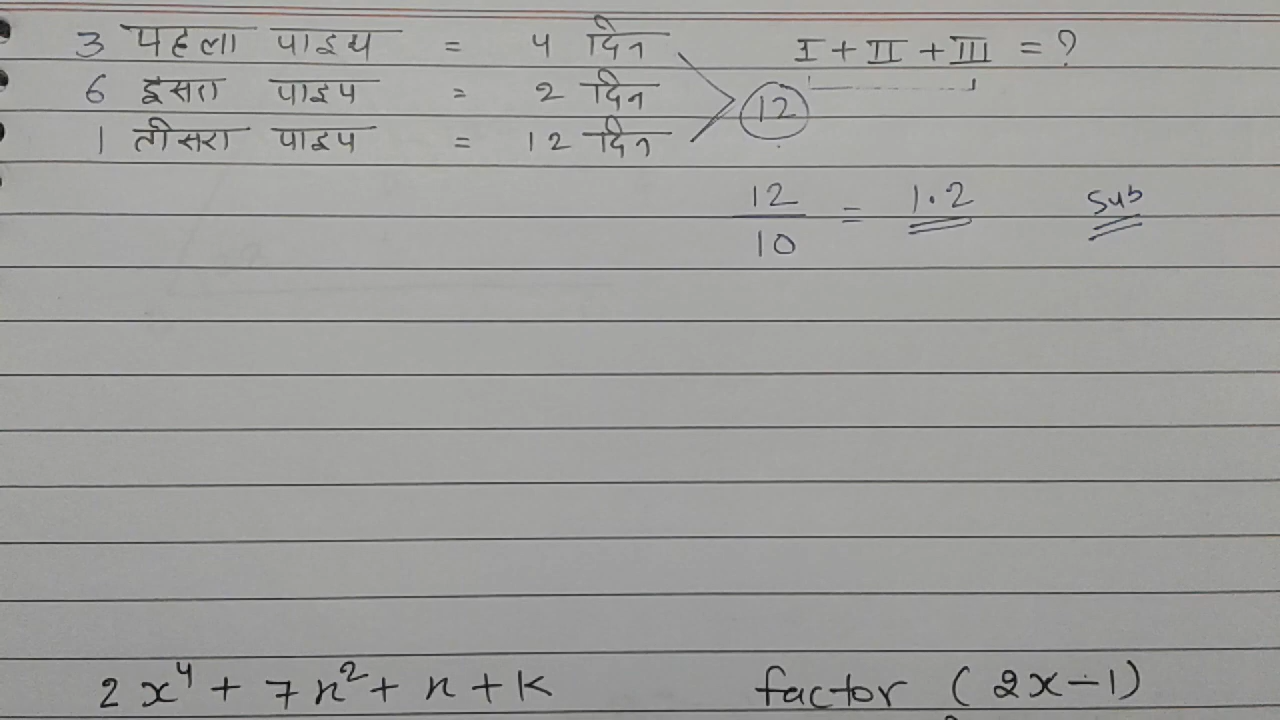 3 पहला पाइप = 4 दिन I + II + III = ?
6 दूसरा पाइप = 2 दिन 12
1 तीसरा पाइप = 12 दिन
12/10 = 1.2 Sub
2x⁴ + 7x² + x + k factor (2x-1)